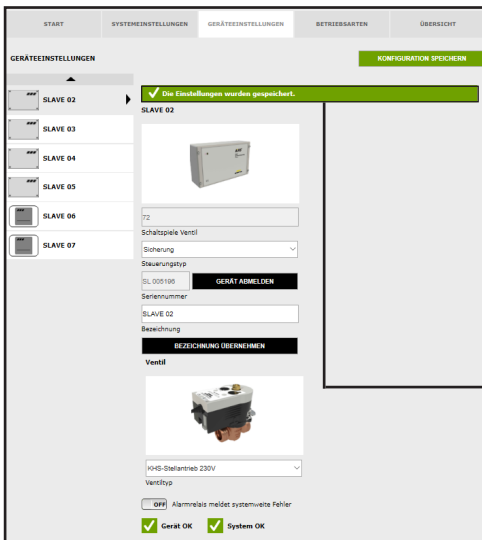 START SYSTEMEINSTELLUNGEN GERÄTEEINSTELLUNGEN BETRIEBSARTEN ÜBERSICHT
GERÄTEEINSTELLUNGEN
KONFIGURATION SPEICHERN
SLAVE 02
SLAVE 03
SLAVE 04
SLAVE 05
SLAVE 06
SLAVE 07
Die Einstellungen wurden gespeichert.
SLAVE 02
72
Schaltspiele Ventil
Sicherung
Steuerungstyp
SL 005196 GERÄT ABMELDEN
Seriennummer
SLAVE 02
Bezeichnung
BEZEICHNUNG ÜBERNEHMEN
Ventil
KHS-Stellantrieb 230V
Ventiltyp
OFF Alarmrelais meldet systemweite Fehler
Gerät OK System OK